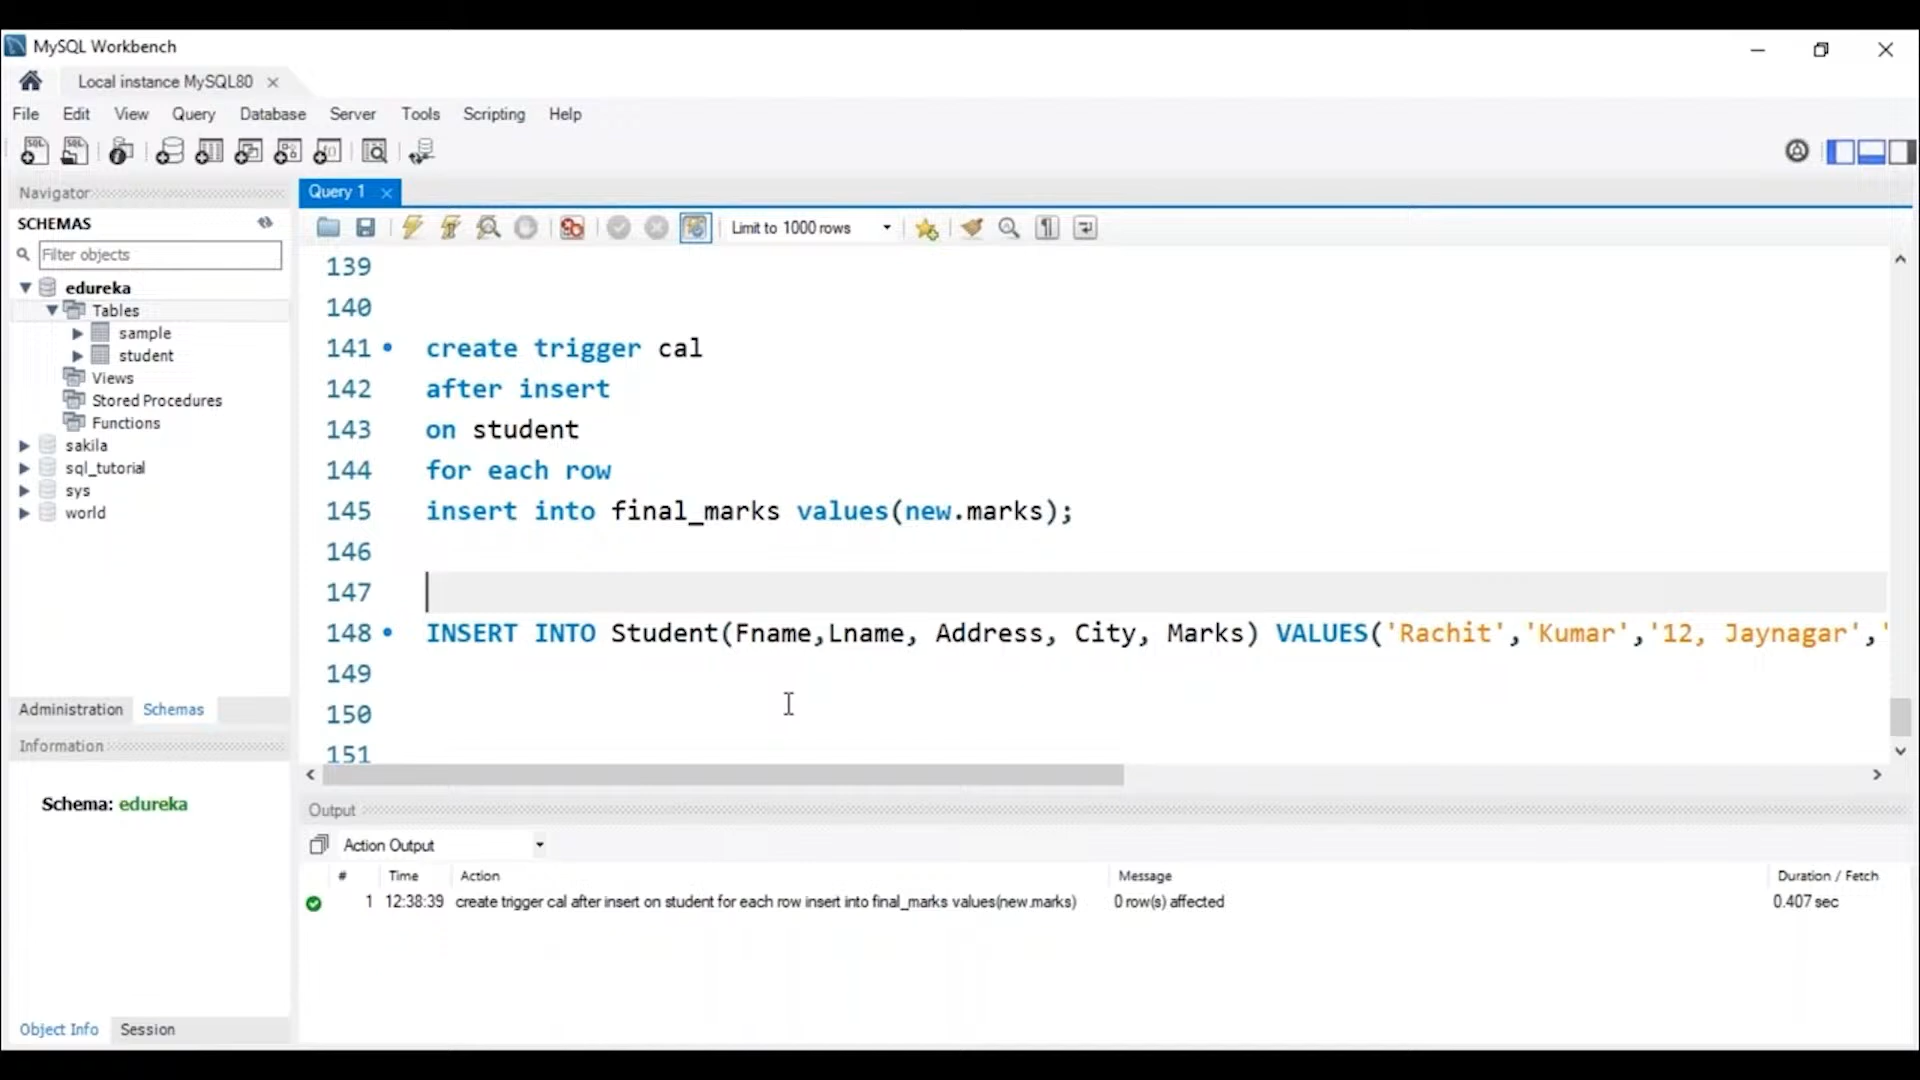 MySQL Workbench
Local instance MySQL80
File Edit View Query Database Server Tools Scripting Help
Navigator
SCHEMAS
Filter objects
edureka
Tables
sample
student
Views
Stored Procedures
Functions
sakila
sql_tutorial
sys
world
Administration Schemas
Information
Schema: edureka
Object Info Session
Query 1
Limit to 1000 rows
139
140
141 create trigger cal
142 after insert
143 on student
144 for each row
145 insert into final_marks values(new.marks);
146
147
148 INSERT INTO Student(Fname,Lname, Address, City, Marks) VALUES('Rachit','Kumar','12, Jaynagar','
149
150
151
Output
Action Output
# Time Action Message Duration / Fetch
1 12:38:39 create trigger cal after insert on student for each row insert into final_marks values(new.marks) 0 row(s) affected 0.407 sec